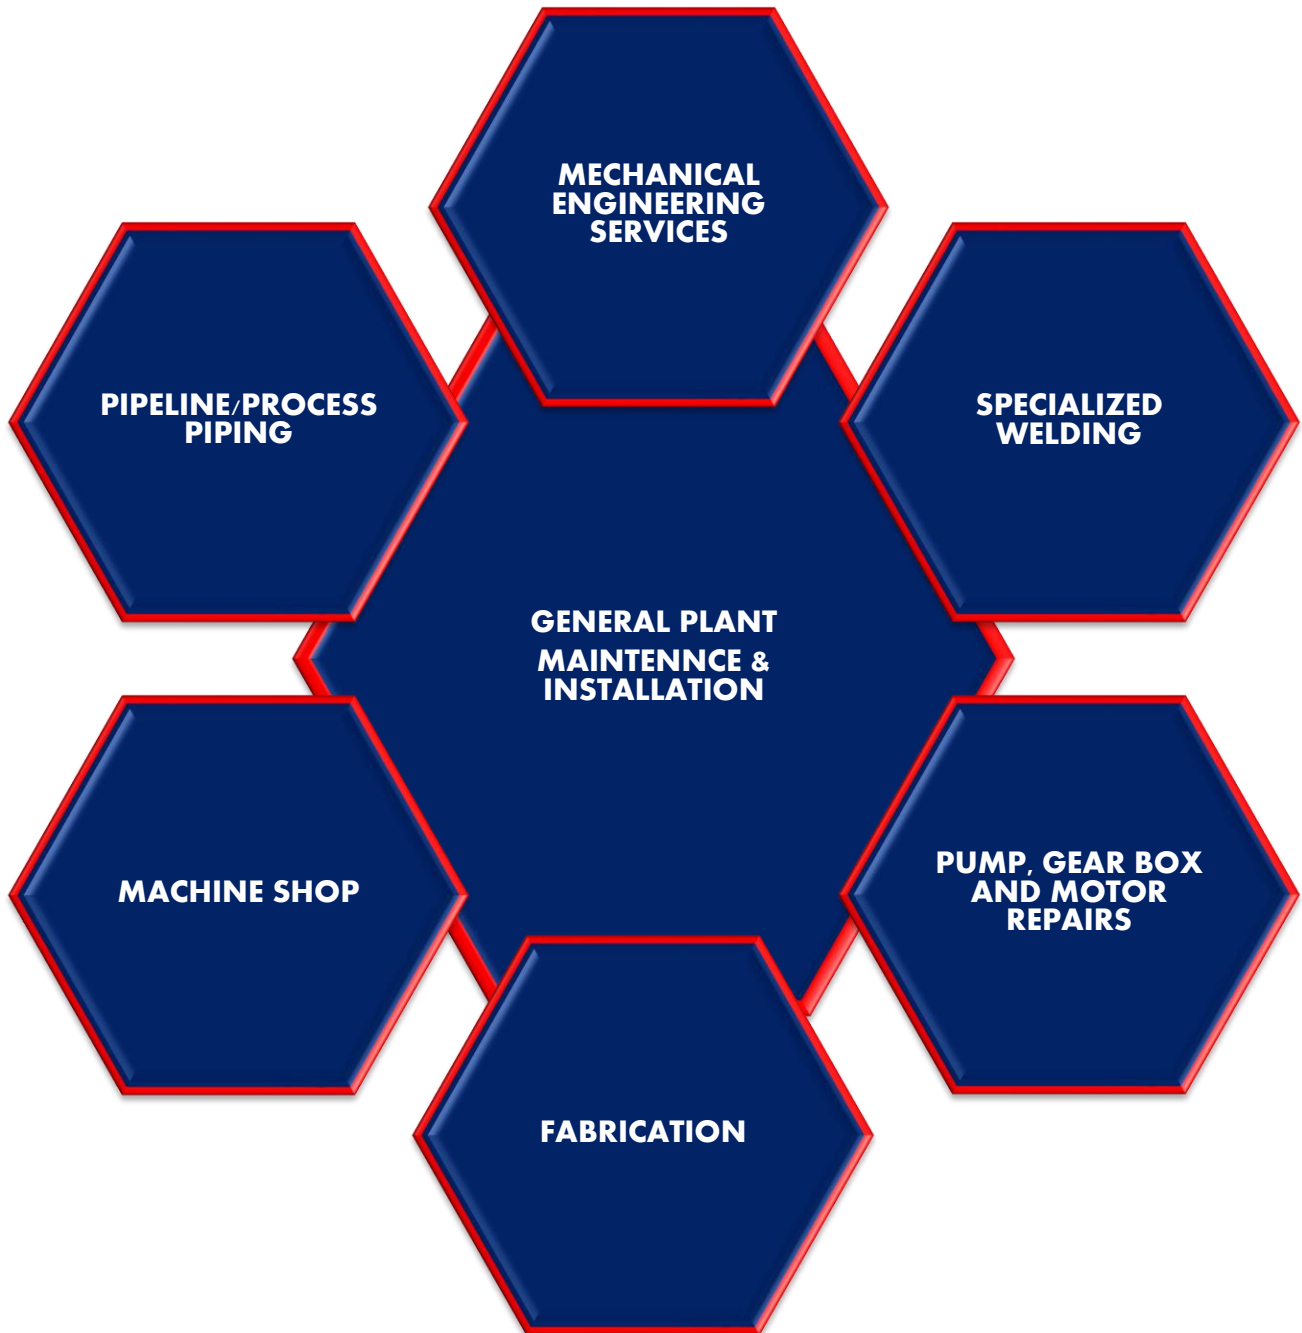 MECHANICAL
ENGINEERING
SERVICES
PIPELINE/PROCESS
PIPING
SPECIALIZED
WELDING
GENERAL PLANT
MAINTENNCE &
INSTALLATION
MACHINE SHOP
PUMP, GEAR BOX
AND MOTOR
REPAIRS
FABRICATION